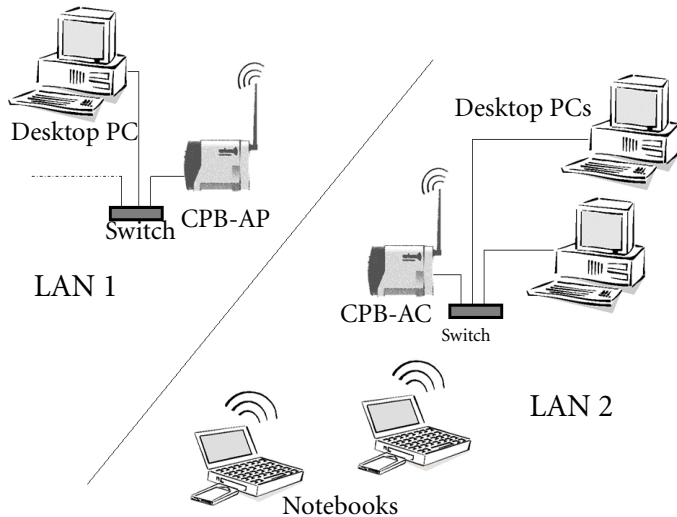 Desktop PC
Desktop PCs
Switch
CPB-AP
LAN 1
CPB-AC
Switch
LAN 2
Notebooks